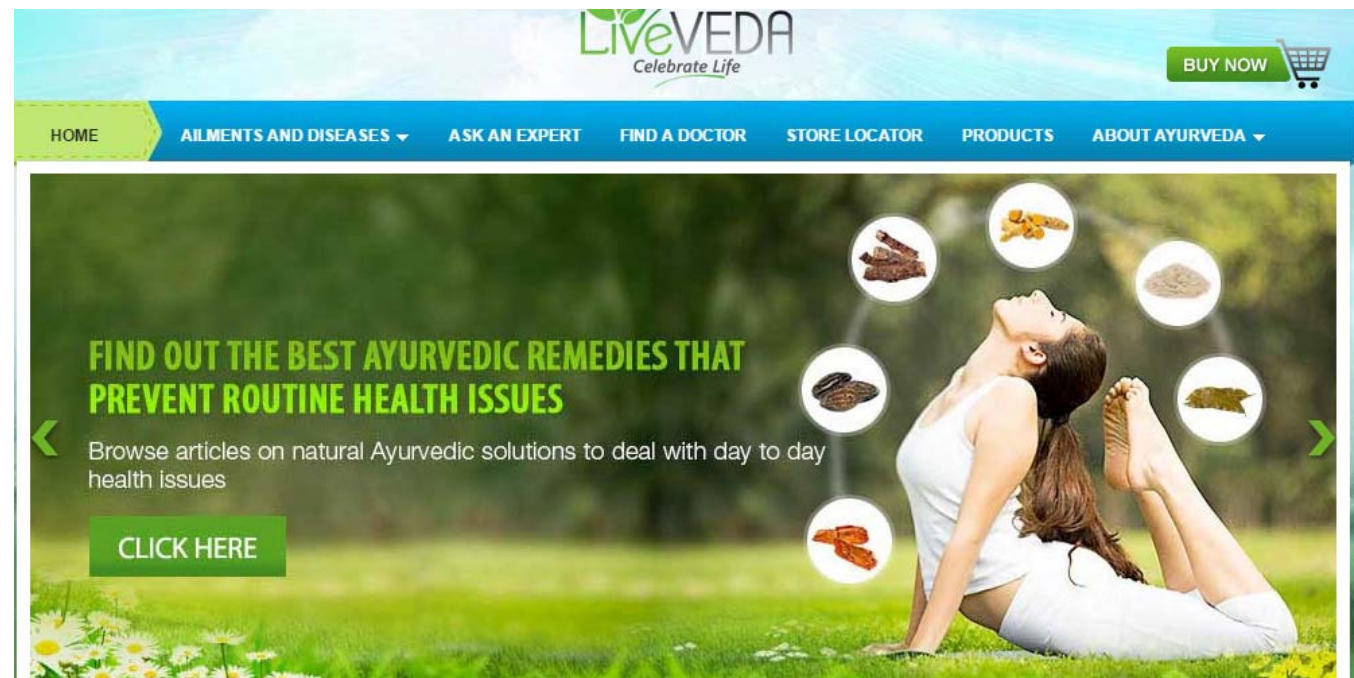 LiveVEDA
Celebrate Life
BUY NOW
HOME
AILMENTS AND DISEASES
ASK AN EXPERT
FIND A DOCTOR
STORE LOCATOR
PRODUCTS
ABOUT AYURVEDA
FIND OUT THE BEST AYURVEDIC REMEDIES THAT
PREVENT ROUTINE HEALTH ISSUES
Browse articles on natural Ayurvedic solutions to deal with day to day
health issues
CLICK HERE